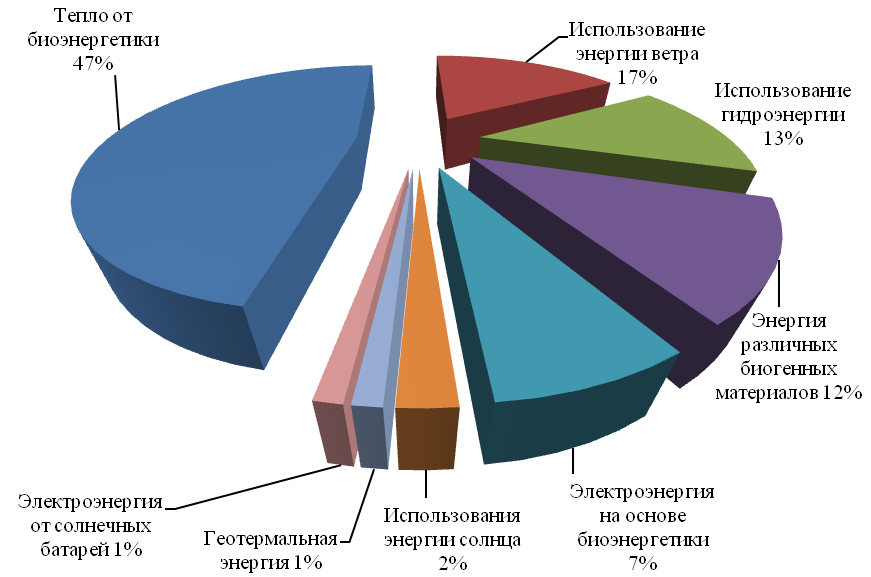 Тепло от
биоэнергетики
47%
Использование
энергии ветра
17%
Использование
гидроэнергии
13%
Энергия
различных
биогенных
материалов 12%
Электроэнергия
на основе
биоэнергетики
7%
Использования
энергии солнца
2%
Геотермальная
энергия 1%
Электроэнергия
от солнечных
батарей 1%